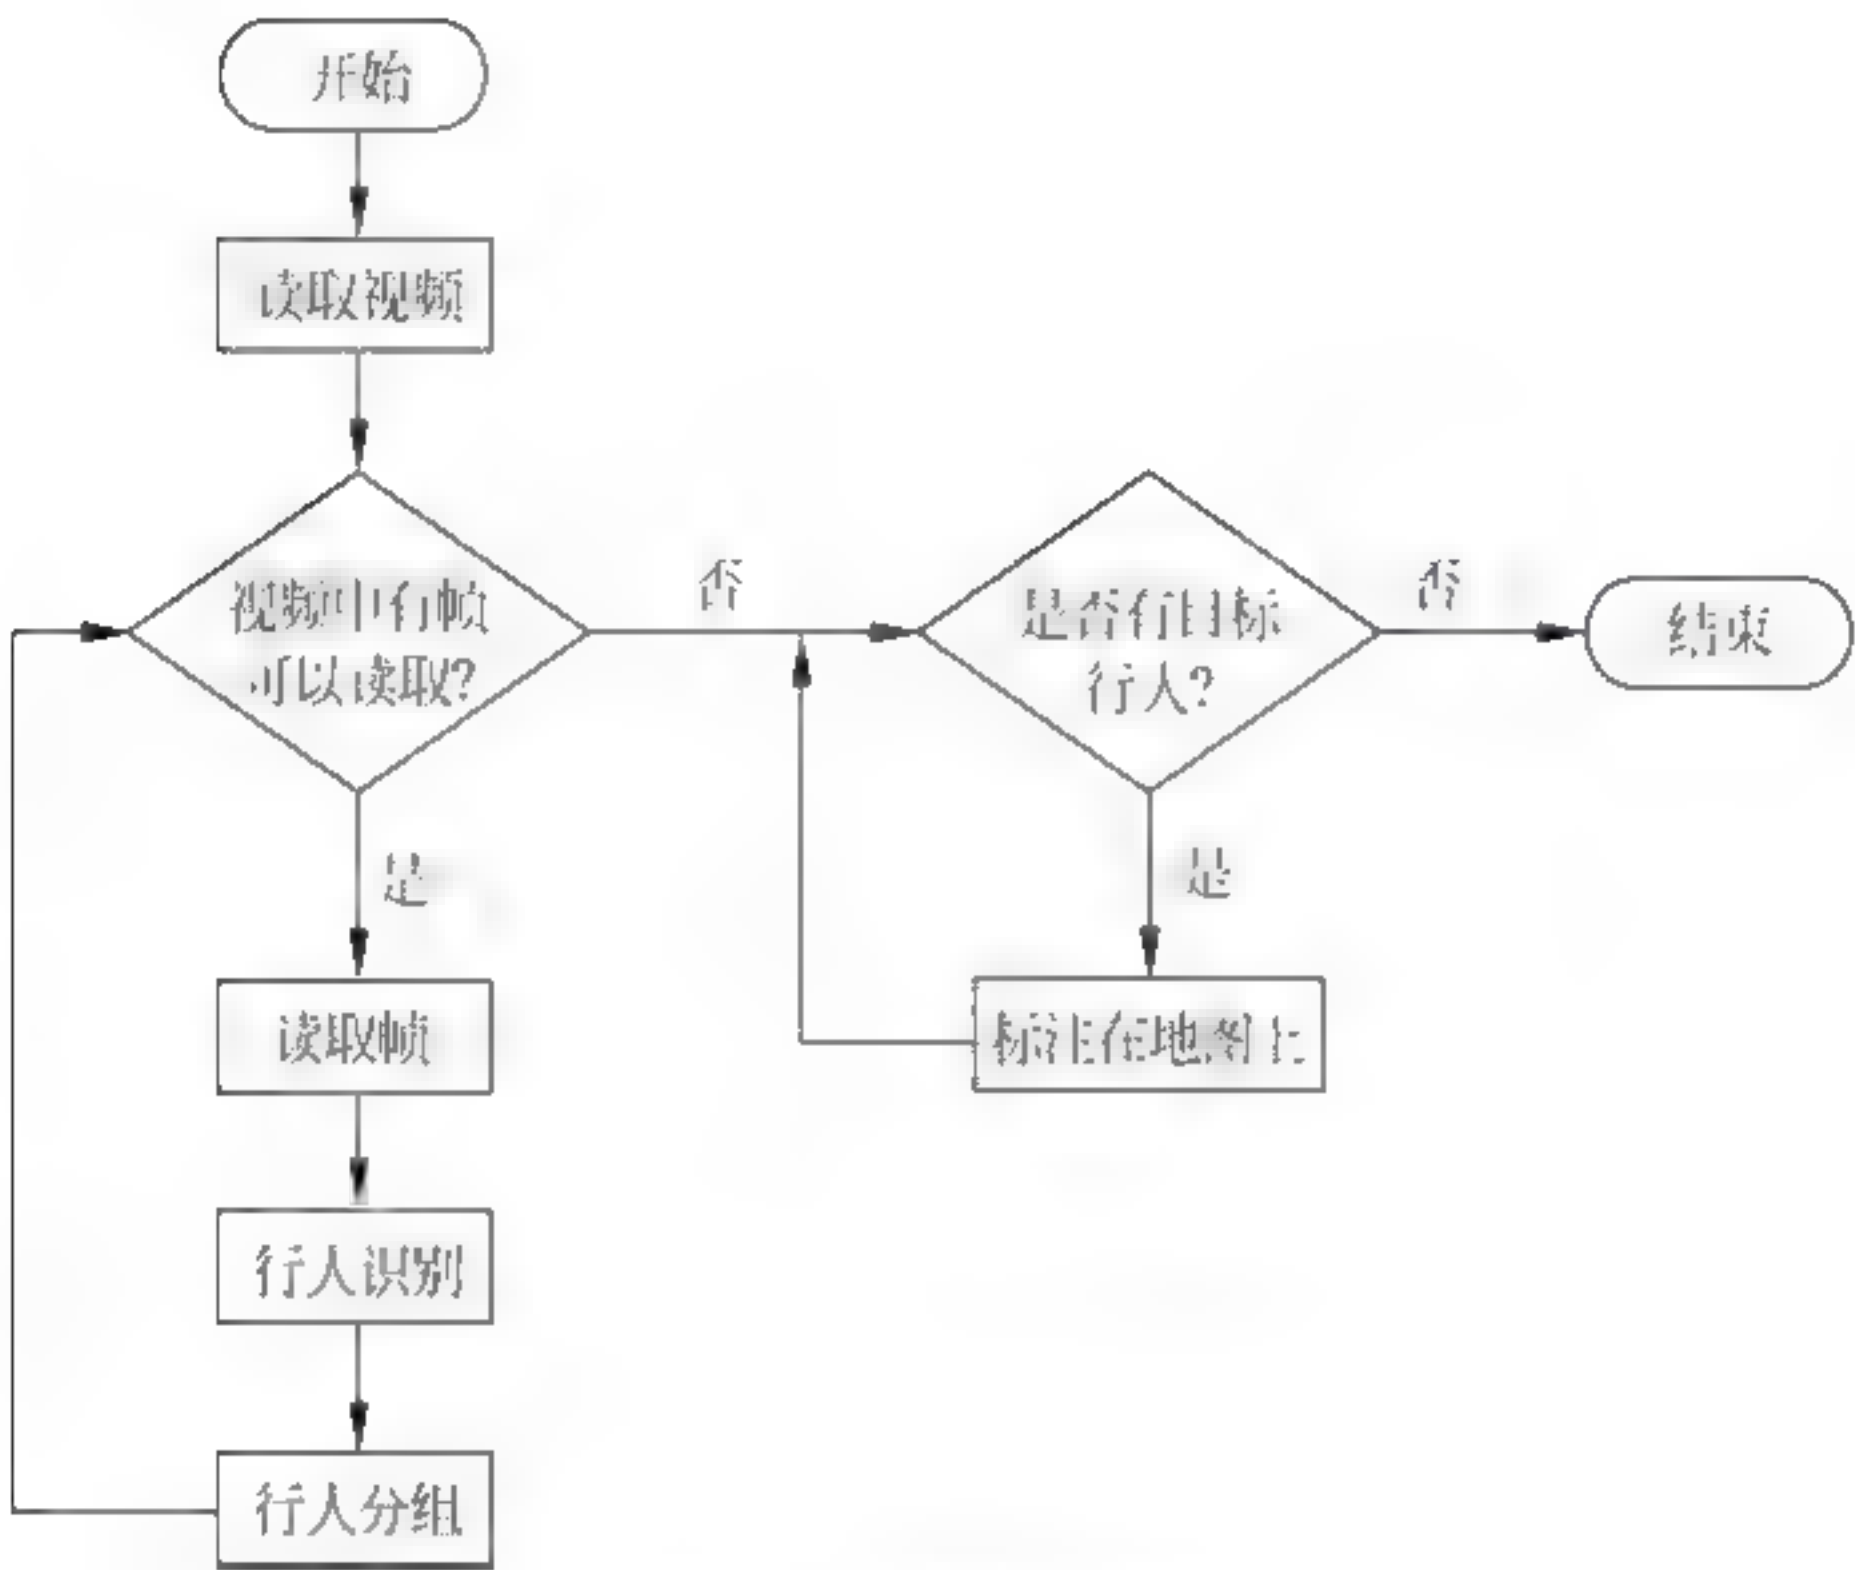 开始
读取视频
视频中有帧
可以读取?
否
是否有目标
行人?
否
结束
是
是
读取帧
标注在地图上
行人识别
行人分组